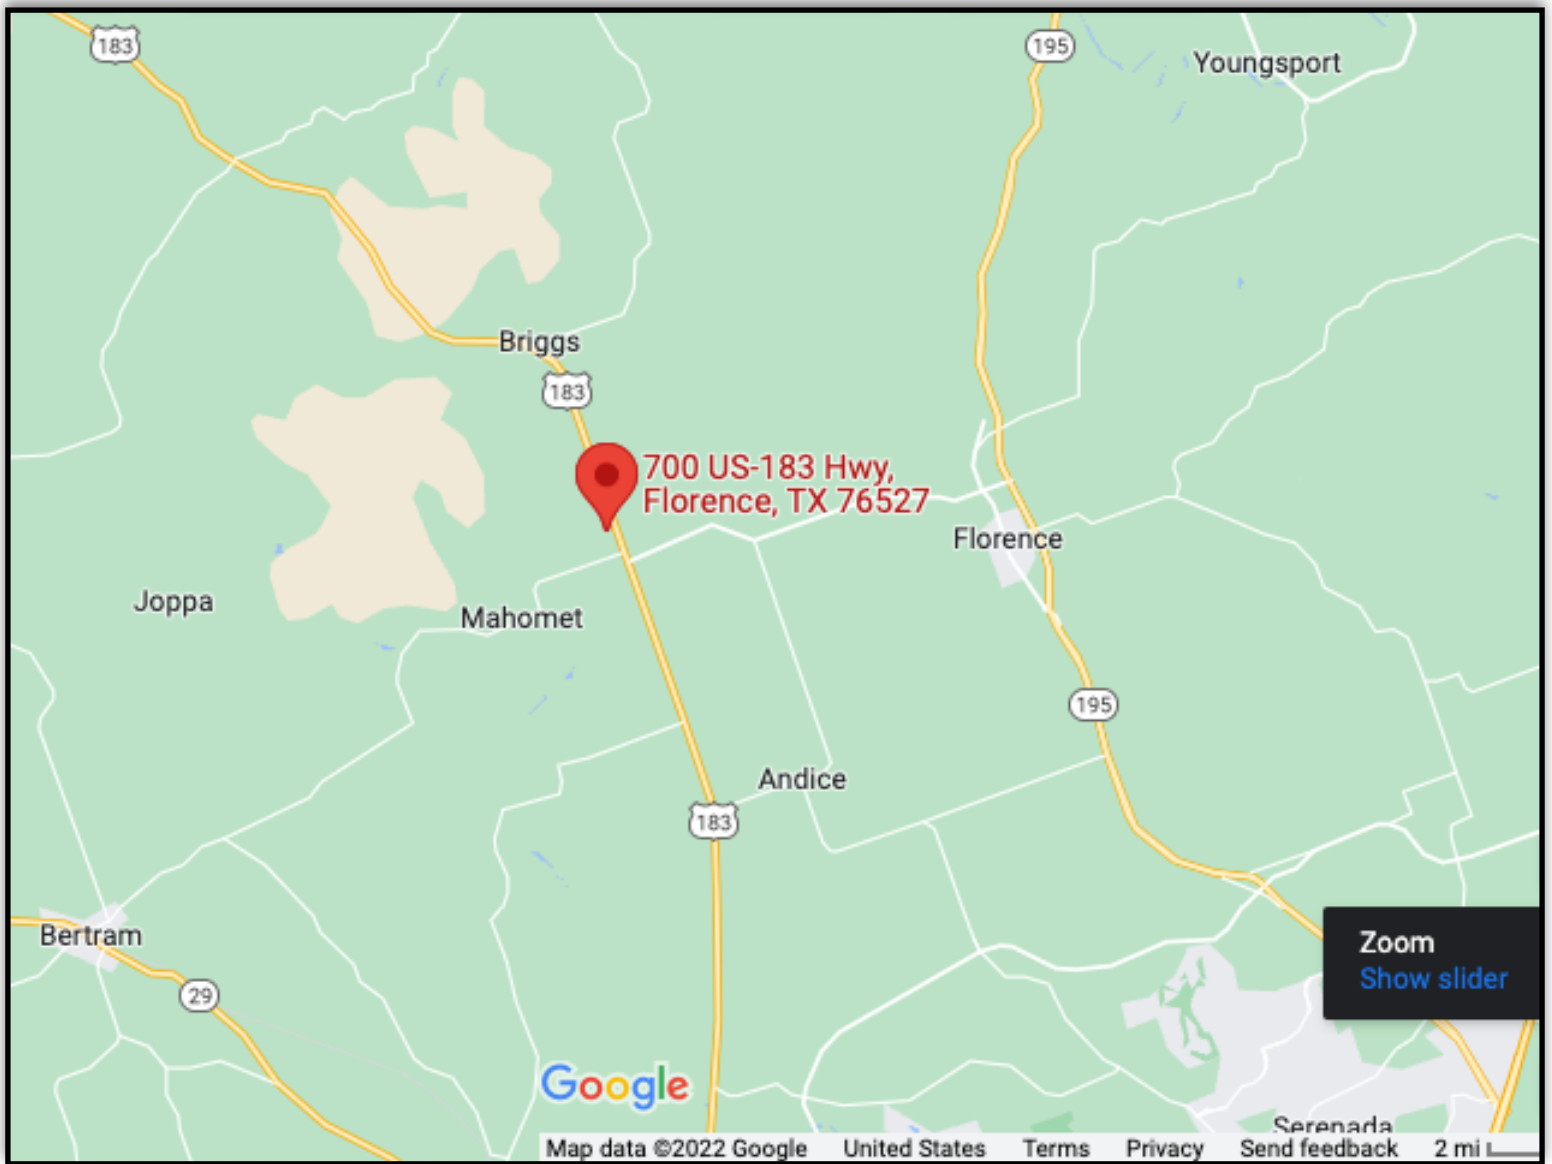 183
195
Youngsport
Briggs
183
700 US-183 Hwy,
Florence, TX 76527
Florence
Joppa
Mahomet
195
Andice
183
Bertram
Zoom
Show slider
29
Google
Serenada
Map data ©2022 Google United States Terms Privacy Send feedback 2 mi